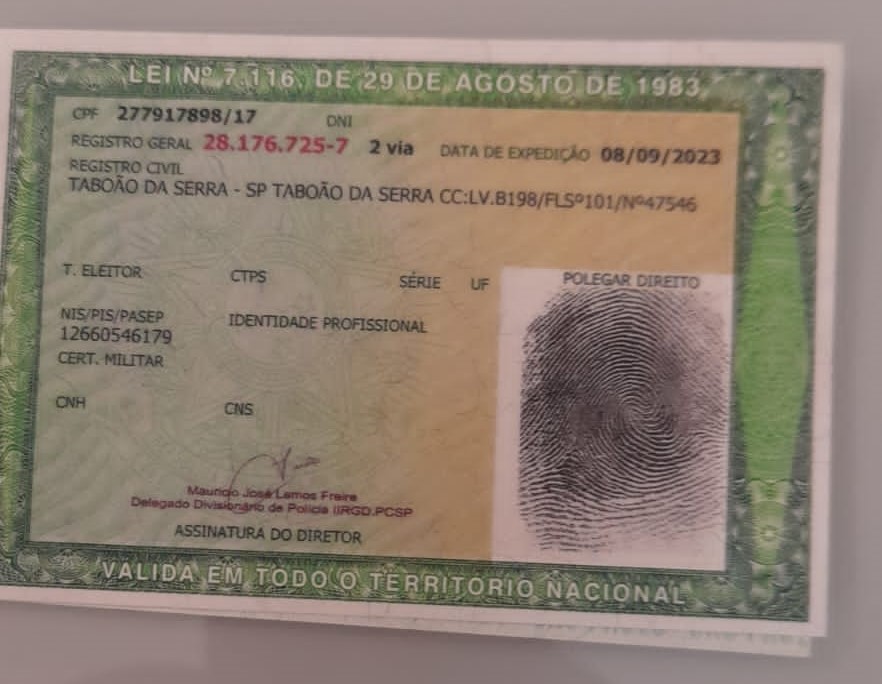 LEI Nº 7.116, DE 29 DE AGOSTO DE 1983
CPF 277917898/17 DNI
REGISTRO GERAL 28.176.725-7 2 via DATA DE EXPEDIÇÃO 08/09/2023
REGISTRO CIVIL
TABOÃO DA SERRA - SP TABOÃO DA SERRA CC:LV.B198/FLSº101/Nº47546
T. ELEITOR CTPS SÉRIE UF POLEGAR DIREITO
NIS/PIS/PASEP IDENTIDADE PROFISSIONAL
12660546179
CERT. MILITAR
CNH CNS
Mauricio José Lemos Freire
Delegado Divisionário de Polícia IIRGD.PCSP
ASSINATURA DO DIRETOR
VALIDA EM TODO O TERRITÓRIO NACIONAL